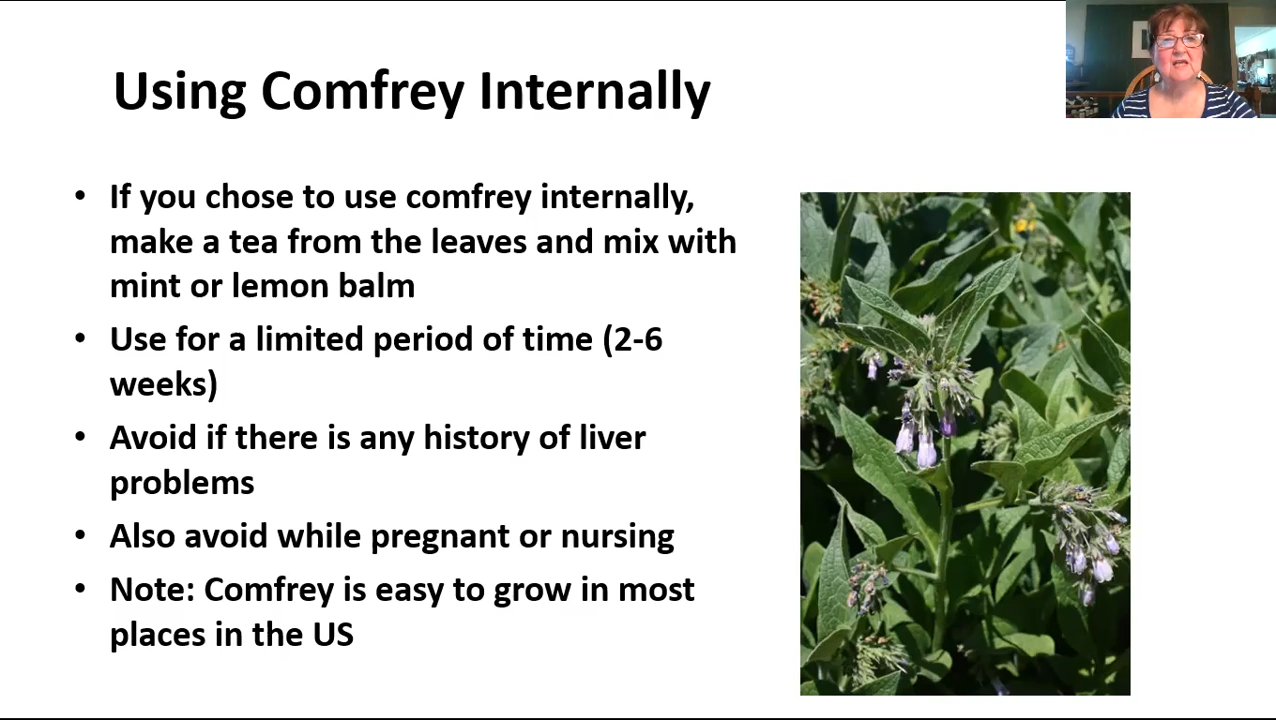 Using Comfrey Internally
• If you chose to use comfrey internally,
make a tea from the leaves and mix with
mint or lemon balm
• Use for a limited period of time (2-6
weeks)
• Avoid if there is any history of liver
problems
• Also avoid while pregnant or nursing
• Note: Comfrey is easy to grow in most
places in the US